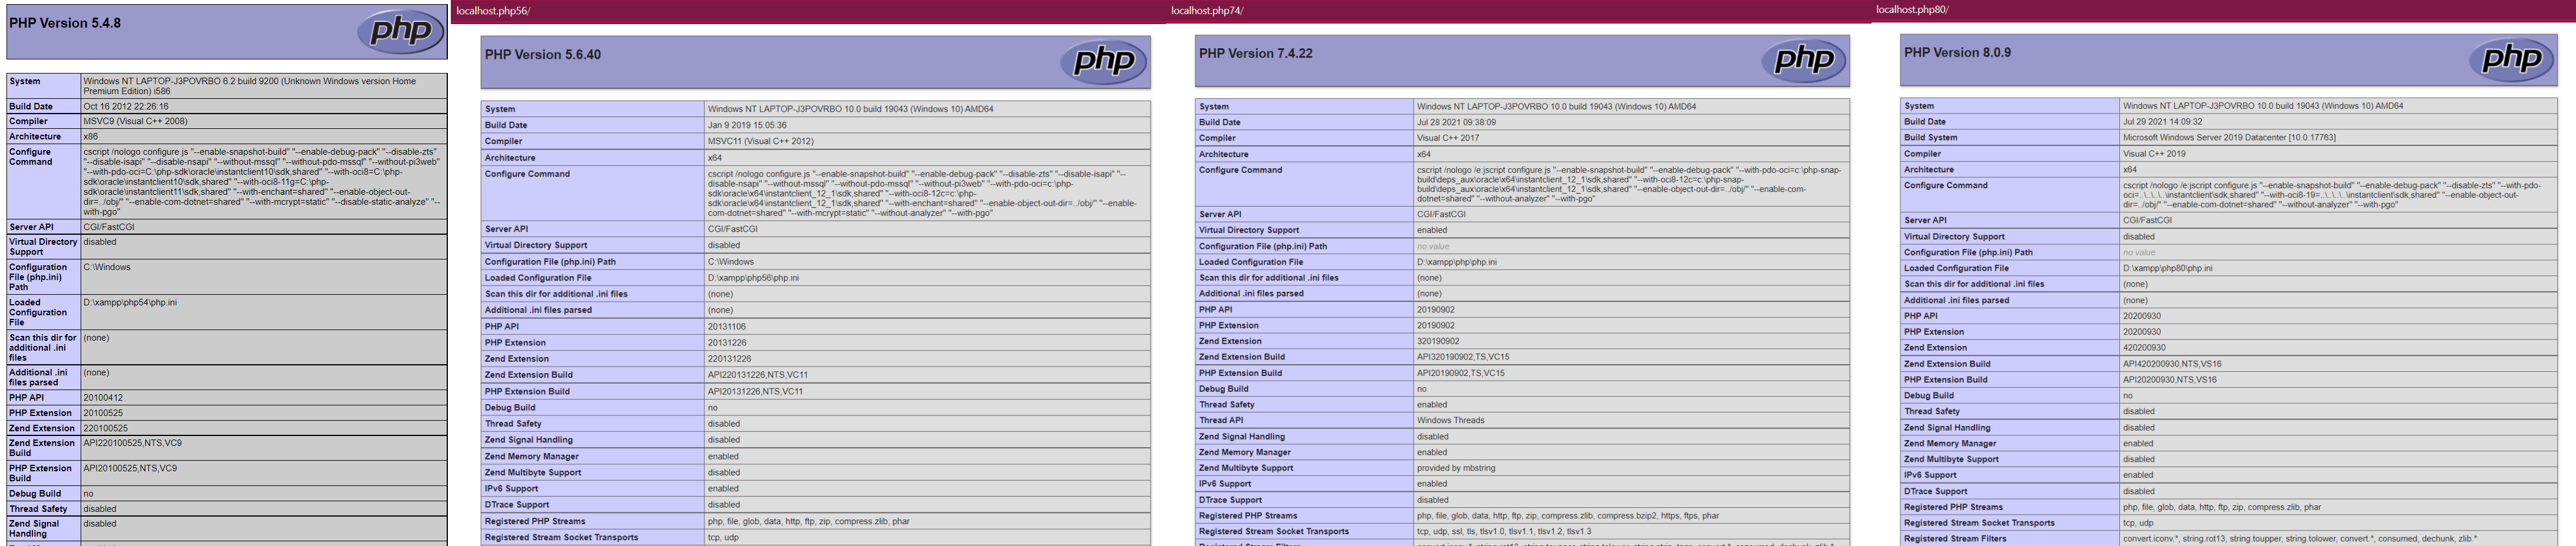 PHP Version 5.4.8
php
System Windows NT LAPTOP-J3POVRBO 6.2 build 9200 (Unknown Windows version Home
Premium Edition) i586
Build Date Oct 16 2012 22:26:16
Compiler MSVC9 (Visual C++ 2008)
Architecture x86
Configure
Command cscript /nologo configure.js "--enable-snapshot-build" "--enable-debug-pack" "--disable-zts"
"--disable-isapi" "--disable-nsapi" "--without-mssql" "--without-pdo-mssql" "--without-pi3web"
"--with-pdo-oci=C:\php-sdk\oracle\instantclient10\sdk,shared" "--with-oci8=C:\php-
sdk\oracle\instantclient10\sdk,shared" "--with-oci8-11g=C:\php-
sdk\oracle\instantclient11\sdk,shared" "--with-enchant=shared" "--enable-object-out-
dir=../obj/" "--enable-com-dotnet=shared" "--with-mcrypt=static" "--disable-static-analyze" "--
with-pgo"
Server API CGI/FastCGI
Virtual Directory
Support disabled
Configuration
File (php.ini)
Path C:\Windows
Loaded
Configuration
File D:\xampp\php54\php.ini
Scan this dir for
additional .ini
files (none)
Additional .ini
files parsed (none)
PHP API 20100412
PHP Extension 20100525
Zend Extension 220100525
Zend Extension
Build API220100525,NTS,VC9
PHP Extension
Build API20100525,NTS,VC9
Debug Build no
Thread Safety disabled
Zend Signal
Handling disabled
localhost.php56/
PHP Version 5.6.40
php
System Windows NT LAPTOP-J3POVRBO 10.0 build 19043 (Windows 10) AMD64
Build Date Jan 9 2019 15:05:36
Compiler MSVC11 (Visual C++ 2012)
Architecture x64
Configure Command cscript /nologo configure.js "--enable-snapshot-build" "--enable-debug-pack" "--disable-zts" "--disable-isapi" "--
disable-nsapi" "--without-mssql" "--without-pdo-mssql" "--without-pi3web" "--with-pdo-oci=c:\php-
sdk\oracle\x64\instantclient_12_1\sdk,shared" "--with-oci8-12c=c:\php-
sdk\oracle\x64\instantclient_12_1\sdk,shared" "--with-enchant=shared" "--enable-object-out-dir=../obj/" "--enable-
com-dotnet=shared" "--with-mcrypt=static" "--without-analyzer" "--with-pgo"
Server API CGI/FastCGI
Virtual Directory Support disabled
Configuration File (php.ini) Path C:\Windows
Loaded Configuration File D:\xampp\php56\php.ini
Scan this dir for additional .ini files (none)
Additional .ini files parsed (none)
PHP API 20131106
PHP Extension 20131226
Zend Extension 220131226
Zend Extension Build API220131226,NTS,VC11
PHP Extension Build API20131226,NTS,VC11
Debug Build no
Thread Safety disabled
Zend Signal Handling disabled
Zend Memory Manager enabled
Zend Multibyte Support disabled
IPv6 Support enabled
DTrace Support disabled
Registered PHP Streams php, file, glob, data, http, ftp, zip, compress.zlib, phar
Registered Stream Socket Transports tcp, udp
localhost.php74/
PHP Version 7.4.22
php
System Windows NT LAPTOP-J3POVRBO 10.0 build 19043 (Windows 10) AMD64
Build Date Jul 28 2021 09:38:09
Compiler Visual C++ 2017
Architecture x64
Configure Command cscript /nologo /e:jscript configure.js "--enable-snapshot-build" "--enable-debug-pack" "--with-pdo-oci=c:\php-snap-
build\deps_aux\oracle\x64\instantclient_12_1\sdk,shared" "--with-oci8-12c=c:\php-snap-
build\deps_aux\oracle\x64\instantclient_12_1\sdk,shared" "--enable-object-out-dir=../obj/" "--enable-com-
dotnet=shared" "--without-analyzer" "--with-pgo"
Server API CGI/FastCGI
Virtual Directory Support enabled
Configuration File (php.ini) Path no value
Loaded Configuration File D:\xampp\php\php.ini
Scan this dir for additional .ini files (none)
Additional .ini files parsed (none)
PHP API 20190902
PHP Extension 20190902
Zend Extension 320190902
Zend Extension Build API320190902,TS,VC15
PHP Extension Build API20190902,TS,VC15
Debug Build no
Thread Safety enabled
Thread API Windows Threads
Zend Signal Handling disabled
Zend Memory Manager enabled
Zend Multibyte Support provided by mbstring
IPv6 Support enabled
DTrace Support disabled
Registered PHP Streams php, file, glob, data, http, ftp, zip, compress.zlib, compress.bzip2, https, ftps, phar
Registered Stream Socket Transports tcp, udp, ssl, tls, tlsv1.0, tlsv1.1, tlsv1.2, tlsv1.3
localhost.php80/
PHP Version 8.0.9
php
System Windows NT LAPTOP-J3POVRBO 10.0 build 19043 (Windows 10) AMD64
Build Date Jul 29 2021 14:09:32
Build System Microsoft Windows Server 2019 Datacenter [10.0.17763]
Compiler Visual C++ 2019
Architecture x64
Configure Command cscript /nologo /e:jscript configure.js "--enable-snapshot-build" "--enable-debug-pack" "--disable-zts" "--with-pdo-
oci=..\..\..\..\instantclient\sdk,shared" "--with-oci8-19=..\..\..\..\instantclient\sdk,shared" "--enable-object-out-
dir=../obj/" "--enable-com-dotnet=shared" "--without-analyzer" "--with-pgo"
Server API CGI/FastCGI
Virtual Directory Support disabled
Configuration File (php.ini) Path no value
Loaded Configuration File D:\xampp\php80\php.ini
Scan this dir for additional .ini files (none)
Additional .ini files parsed (none)
PHP API 20200930
PHP Extension 20200930
Zend Extension 420200930
Zend Extension Build API420200930,NTS,VS16
PHP Extension Build API20200930,NTS,VS16
Debug Build no
Thread Safety disabled
Zend Signal Handling disabled
Zend Memory Manager enabled
Zend Multibyte Support disabled
IPv6 Support enabled
DTrace Support disabled
Registered PHP Streams php, file, glob, data, http, ftp, zip, compress.zlib, phar
Registered Stream Socket Transports tcp, udp
Registered Stream Filters convert.iconv.*, string.rot13, string.toupper, string.tolower, convert.*, consumed, dechunk, zlib.*